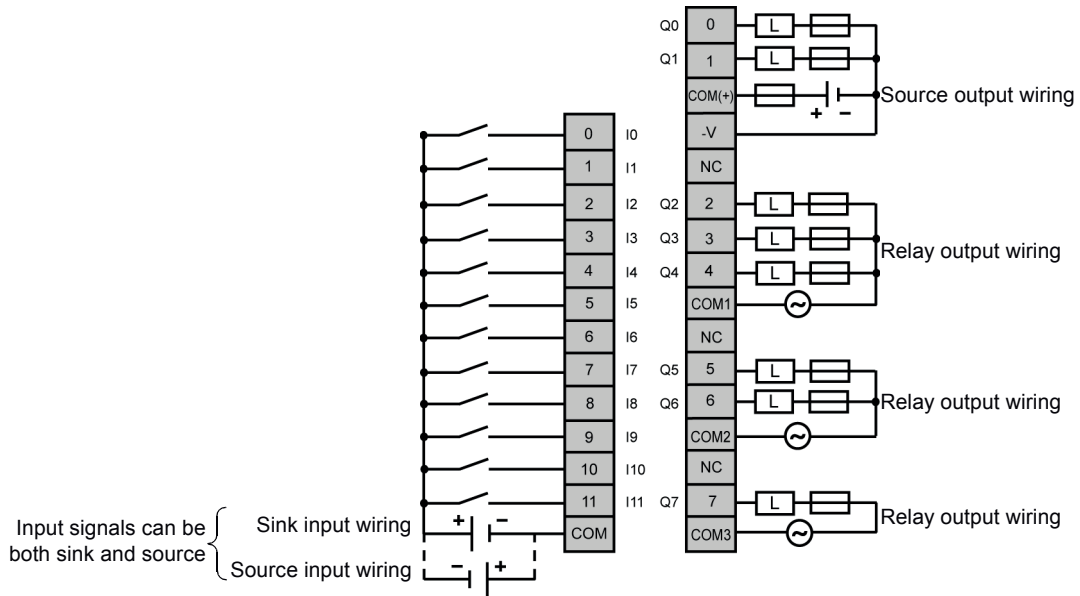 Q0 0 L
Q1 1 L
COM(+) + − Source output wiring
-V
NC
Q2 2 L
Q3 3 L Relay output wiring
Q4 4 L
COM1 ~
NC
Q5 5 L
Q6 6 L Relay output wiring
COM2 ~
NC
Q7 7 L Relay output wiring
COM3 ~
0 I0
1 I1
2 I2
3 I3
4 I4
5 I5
6 I6
7 I7
8 I8
9 I9
10 I10
11 I11
COM
Input signals can be
both sink and source
Sink input wiring + −
Source input wiring − +